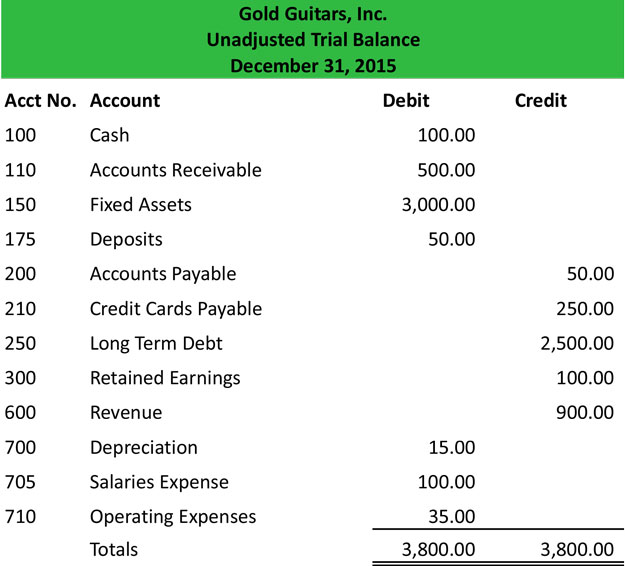 Gold Guitars, Inc.
Unadjusted Trial Balance
December 31, 2015
Acct No. Account Debit Credit
100 Cash 100.00
110 Accounts Receivable 500.00
150 Fixed Assets 3,000.00
175 Deposits 50.00
200 Accounts Payable 50.00
210 Credit Cards Payable 250.00
250 Long Term Debt 2,500.00
300 Retained Earnings 100.00
600 Revenue 900.00
700 Depreciation 15.00
705 Salaries Expense 100.00
710 Operating Expenses 35.00
Totals 3,800.00 3,800.00